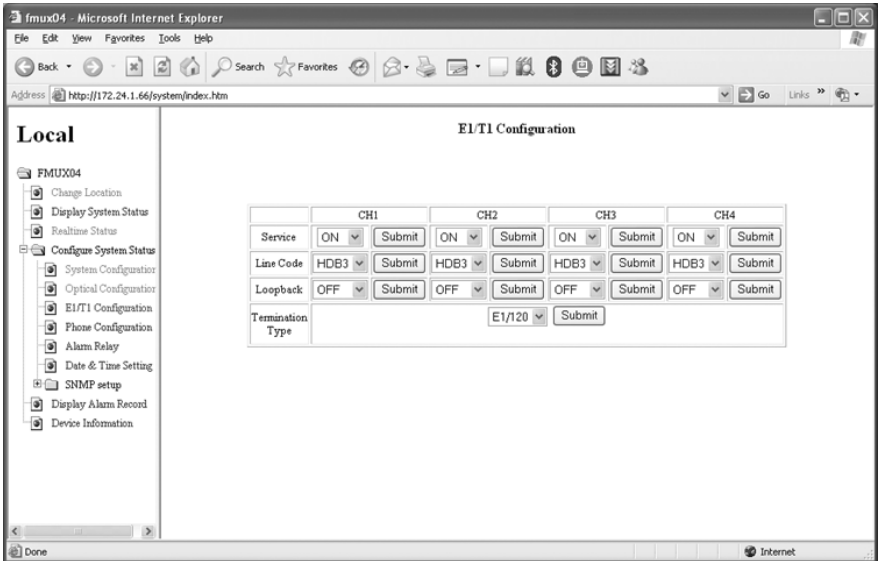 fmux04 - Microsoft Internet Explorer
File Edit View Favorites Tools Help
Back Search Favorites
Address http://172.24.1.66/system/index.htm Go Links »
Local
FMUX04
Change Location
Display System Status
Realtime Status
Configure System Status
System Configuration
Optical Configuration
E1/T1 Configuration
Phone Configuration
Alarm Relay
Date & Time Setting
SNMP setup
Display Alarm Record
Device Information
E1/T1 Configuration
CH1 CH2 CH3 CH4
Service ON Submit ON Submit ON Submit ON Submit
Line Code HDB3 Submit HDB3 Submit HDB3 Submit HDB3 Submit
Loopback OFF Submit OFF Submit OFF Submit OFF Submit
Termination Type E1/120 Submit
Done Internet